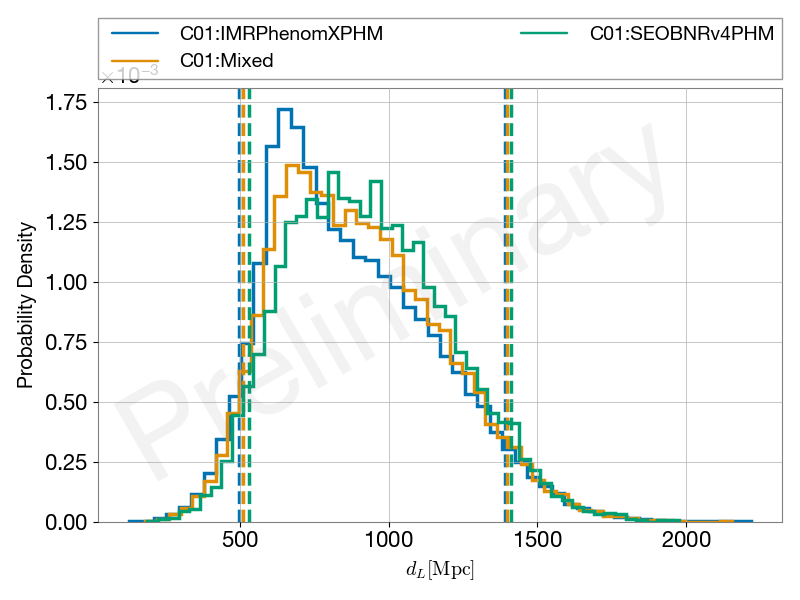 C01:IMRPhenomXPHM
C01:SEOBNRv4PHM
C01:Mixed
×10⁻³
1.75
1.50
1.25
1.00
0.75
0.50
0.25
0.00
Probability Density
Preliminary
500
1000
1500
2000
d_L[Mpc]